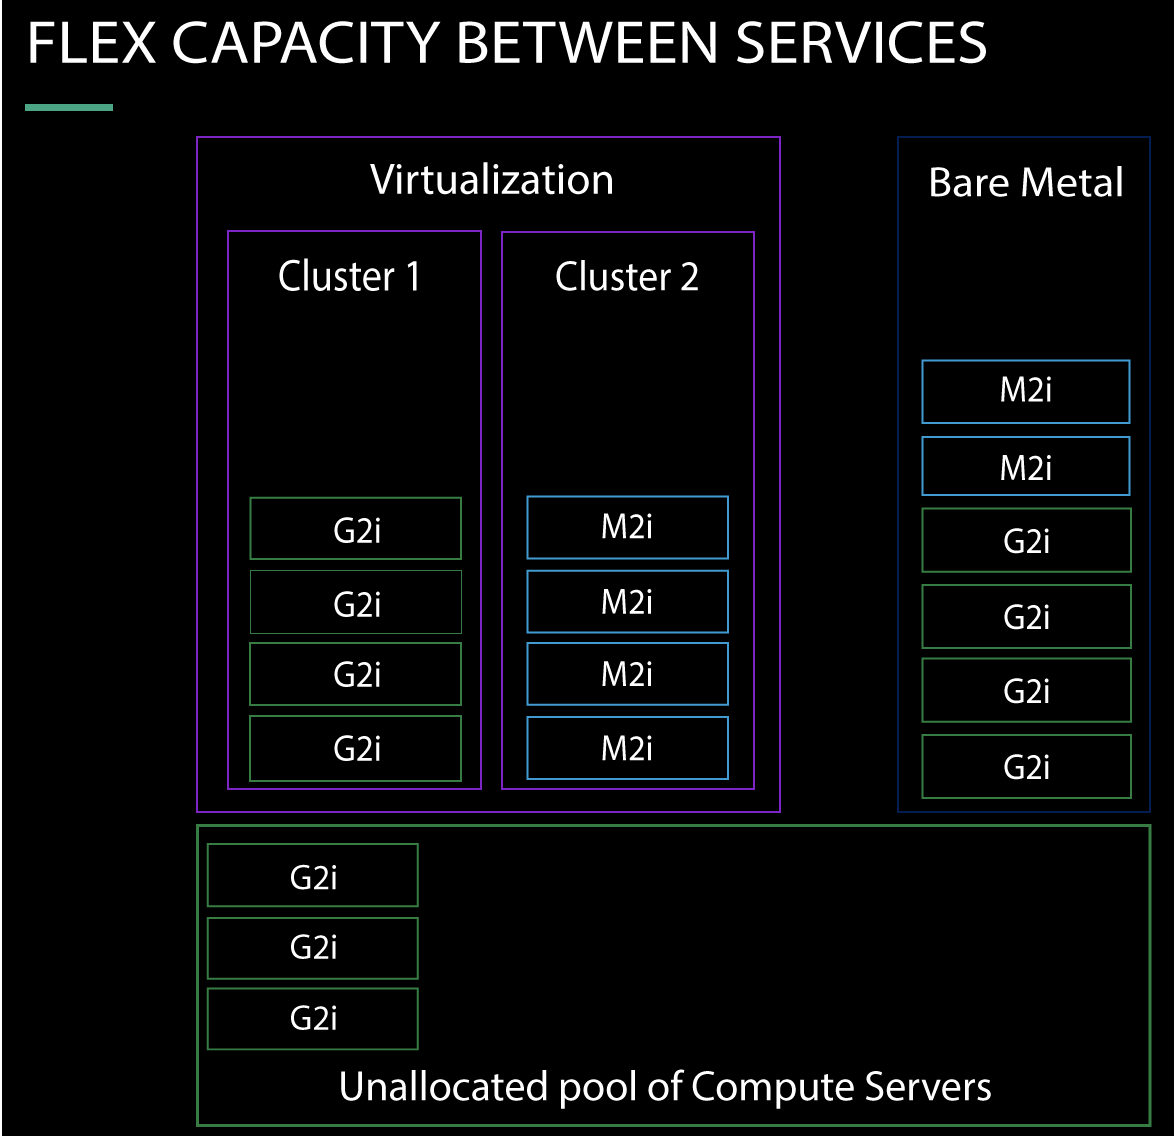 FLEX CAPACITY BETWEEN SERVICES
Virtualization
Cluster 1
G2i
G2i
G2i
G2i
Cluster 2
M2i
M2i
M2i
M2i
Bare Metal
M2i
M2i
G2i
G2i
G2i
G2i
G2i
G2i
G2i
Unallocated pool of Compute Servers